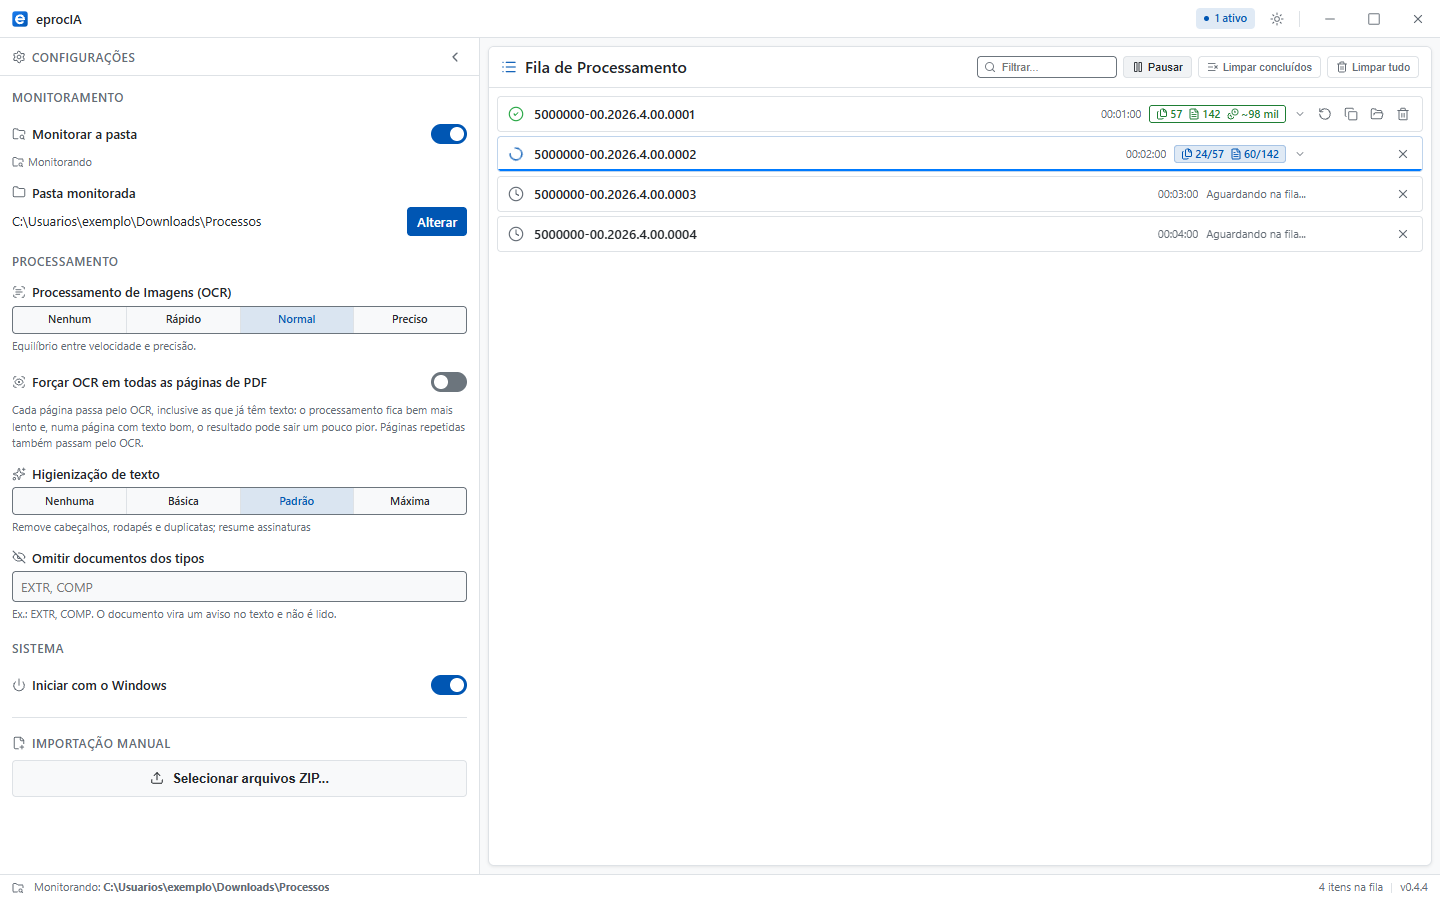 eprocIA
1 ativo
CONFIGURAÇÕES
MONITORAMENTO
Monitorar a pasta
Monitorando
Pasta monitorada
C:\Usuarios\exemplo\Downloads\Processos
Alterar
PROCESSAMENTO
Processamento de Imagens (OCR)
Nenhum Rápido Normal Preciso
Equilíbrio entre velocidade e precisão.
Forçar OCR em todas as páginas de PDF
Cada página passa pelo OCR, inclusive as que já têm texto: o processamento fica bem mais
lento e, numa página com texto bom, o resultado pode sair um pouco pior. Páginas repetidas
também passam pelo OCR.
Higienização de texto
Nenhuma Básica Padrão Máxima
Remove cabeçalhos, rodapés e duplicatas; resume assinaturas
Omitir documentos dos tipos
EXTR, COMP
Ex.: EXTR, COMP. O documento vira um aviso no texto e não é lido.
SISTEMA
Iniciar com o Windows
IMPORTAÇÃO MANUAL
Selecionar arquivos ZIP...
Fila de Processamento
Filtrar... Pausar Limpar concluídos Limpar tudo
5000000-00.2026.4.00.0001 00:01:00 57 142 ~98 mil
5000000-00.2026.4.00.0002 00:02:00 24/57 60/142
5000000-00.2026.4.00.0003 00:03:00 Aguardando na fila...
5000000-00.2026.4.00.0004 00:04:00 Aguardando na fila...
Monitorando: C:\Usuarios\exemplo\Downloads\Processos
4 itens na fila v0.4.4